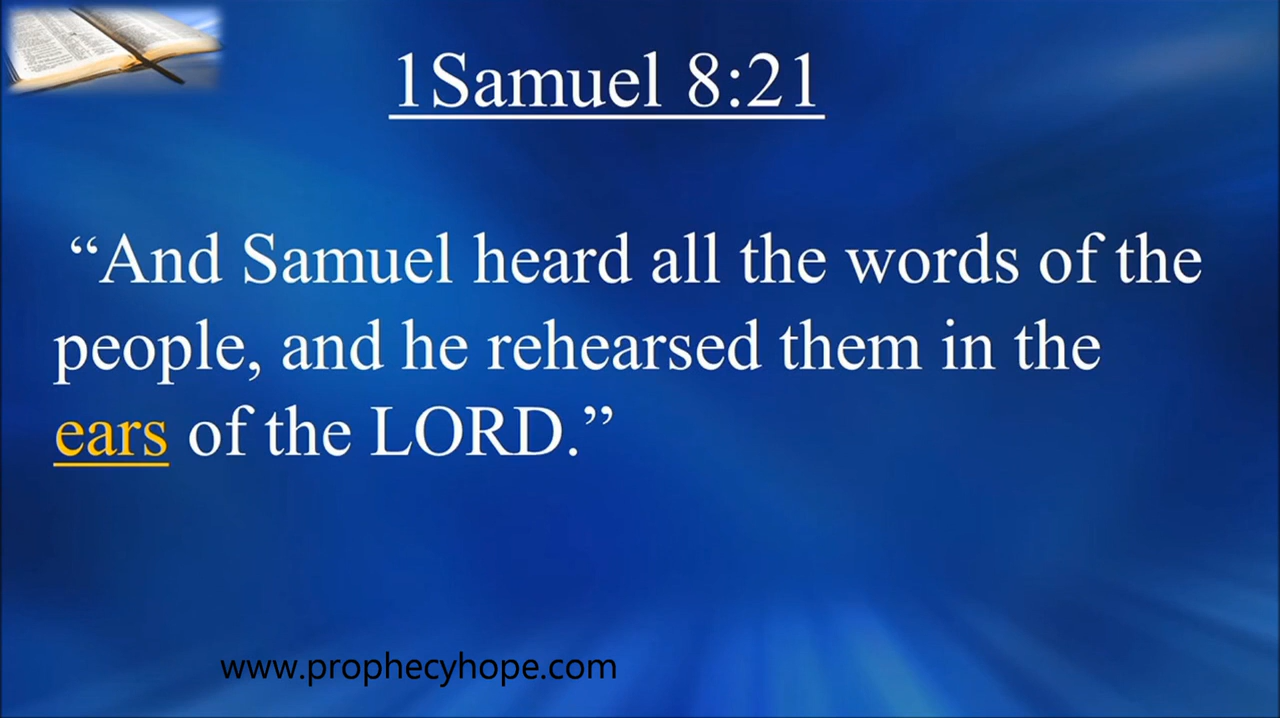 1Samuel 8:21
“And Samuel heard all the words of the
people, and he rehearsed them in the
ears of the LORD.”
www.prophecyhope.com